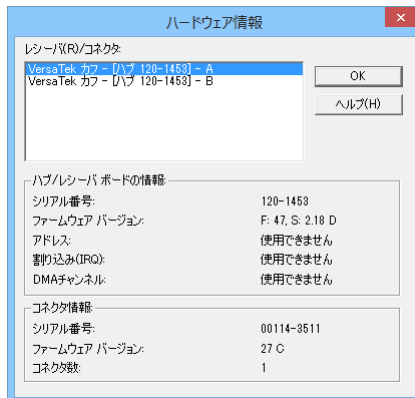 ハードウェア情報
レシーバ(R)/コネクタ:
VersaTek カフ - [ハブ 120-1453] - A
VersaTek カフ - [ハブ 120-1453] - B
OK
ヘルプ(H)
ハブ/レシーバ ボードの情報:
シリアル番号: 120-1453
ファームウェア バージョン: F: 47, S: 2.18 D
アドレス: 使用できません
割り込み(IRQ): 使用できません
DMAチャンネル: 使用できません
コネクタ情報:
シリアル番号: 00114-3511
ファームウェア バージョン: 27 C
コネクタ数: 1